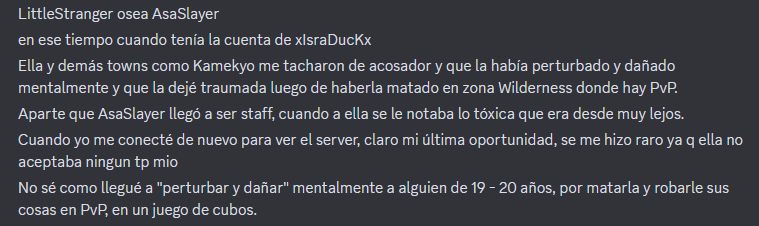 LittleStranger osea AsaSlayer
en ese tiempo cuando tenía la cuenta de xIsraDucKx
Ella y demás towns como Kamekyo me tacharon de acosador y que la había perturbado y dañado
mentalmente y que la dejé traumada luego de haberla matado en zona Wilderness donde hay PvP.
Aparte que AsaSlayer llegó a ser staff, cuando a ella se le notaba lo tóxica que era desde muy lejos.
Cuando yo me conecté de nuevo para ver el server, claro mi última oportunidad, se me hizo raro ya q ella no
aceptaba ningun tp mio
No sé como llegué a "perturbar y dañar" mentalmente a alguien de 19 - 20 años, por matarla y robarle sus
cosas en PvP, en un juego de cubos.